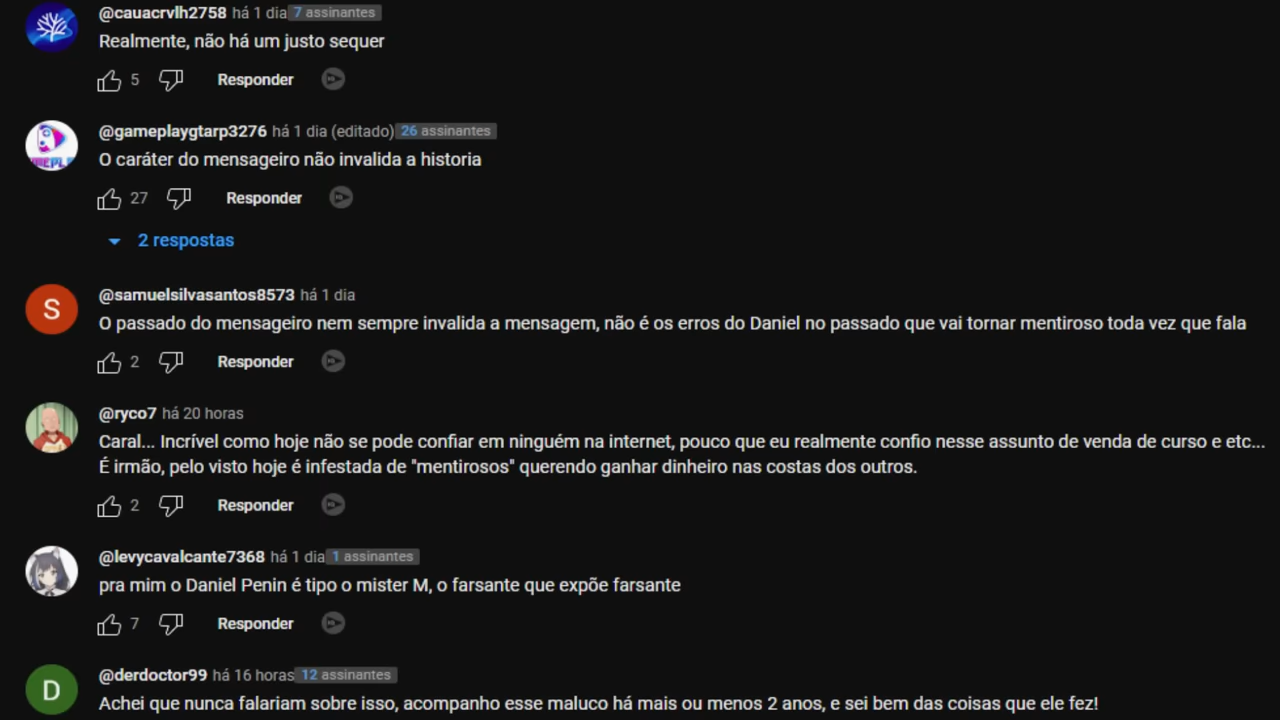 @cauacrvlh2758 há 1 dia 7 assinantes
Realmente, não há um justo sequer
5 Responder
@gameplaygtarp3276 há 1 dia (editado) 26 assinantes
O caráter do mensageiro não invalida a historia
27 Responder
2 respostas
S
@samuelsilvasantos8573 há 1 dia
O passado do mensageiro nem sempre invalida a mensagem, não é os erros do Daniel no passado que vai tornar mentiroso toda vez que fala
2 Responder
@ryco7 há 20 horas
Caral... Incrível como hoje não se pode confiar em ninguém na internet, pouco que eu realmente confio nesse assunto de venda de curso e etc...
É irmão, pelo visto hoje é infestada de "mentirosos" querendo ganhar dinheiro nas costas dos outros.
2 Responder
@levycavalcante7368 há 1 dia 1 assinantes
pra mim o Daniel Penin é tipo o mister M, o farsante que expõe farsante
7 Responder
D
@derdoctor99 há 16 horas 12 assinantes
Achei que nunca falariam sobre isso, acompanho esse maluco há mais ou menos 2 anos, e sei bem das coisas que ele fez!